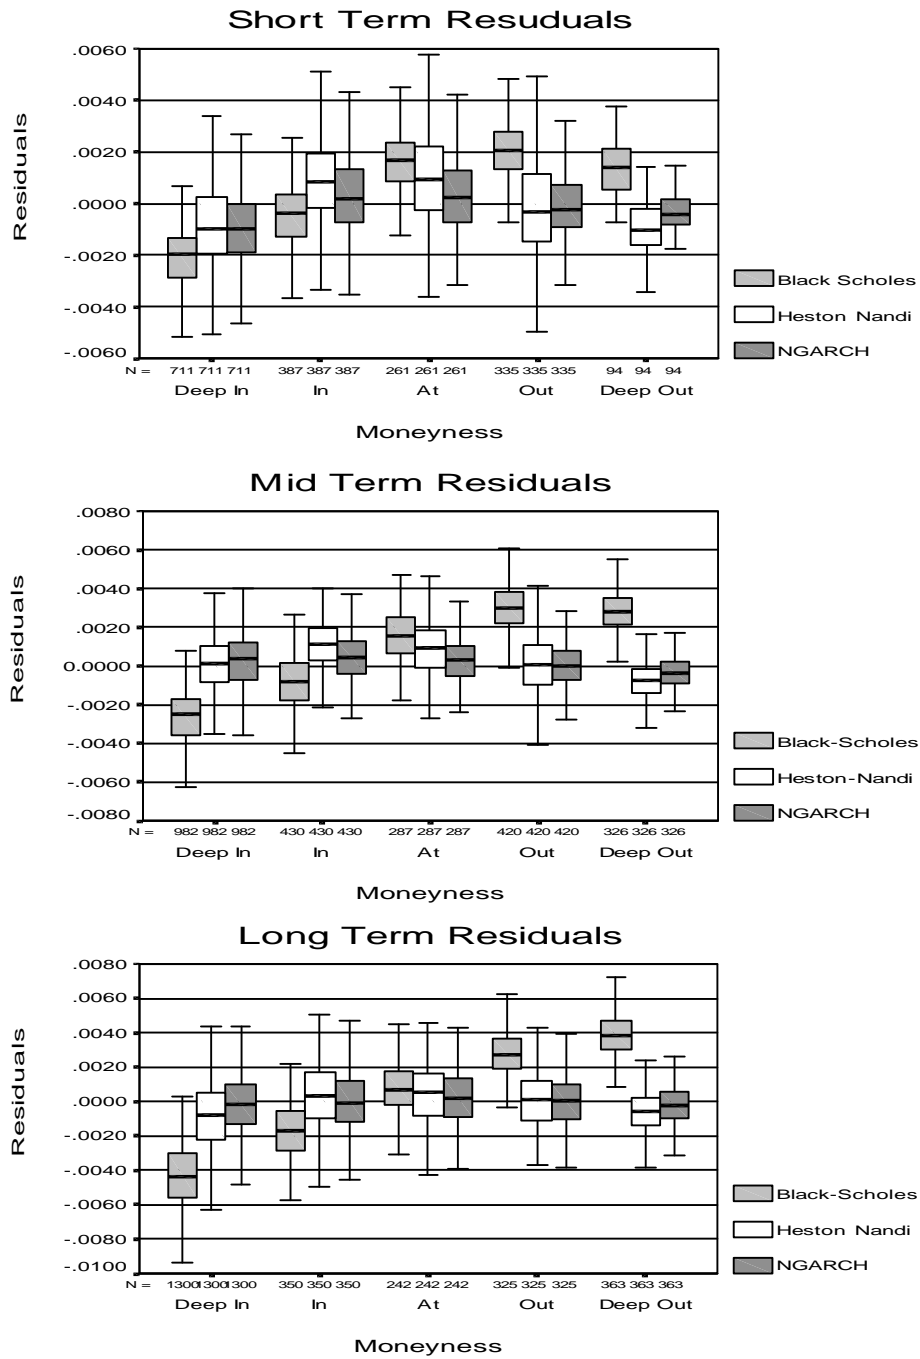 Short Term Resuduals
.0060
.0040
.0020
.0000
-.0020
-.0040
-.0060
Residuals
Black Scholes
Heston Nandi
NGARCH
N = 711 711 711 387 387 387 261 261 261 335 335 335 94 94 94
Deep In In At Out Deep Out
Moneyness
Mid Term Residuals
.0080
.0060
.0040
.0020
0.0000
-.0020
-.0040
-.0060
-.0080
Residuals
Black-Scholes
Heston-Nandi
NGARCH
N = 982 982 982 430 430 430 287 287 287 420 420 420 326 326 326
Deep In In At Out Deep Out
Moneyness
Long Term Residuals
.0080
.0060
.0040
.0020
.0000
-.0020
-.0040
-.0060
-.0080
-.0100
Residuals
Black-Scholes
Heston Nandi
NGARCH
N = 1300 1300 1300 350 350 350 242 242 242 325 325 325 363 363 363
Deep In In At Out Deep Out
Moneyness